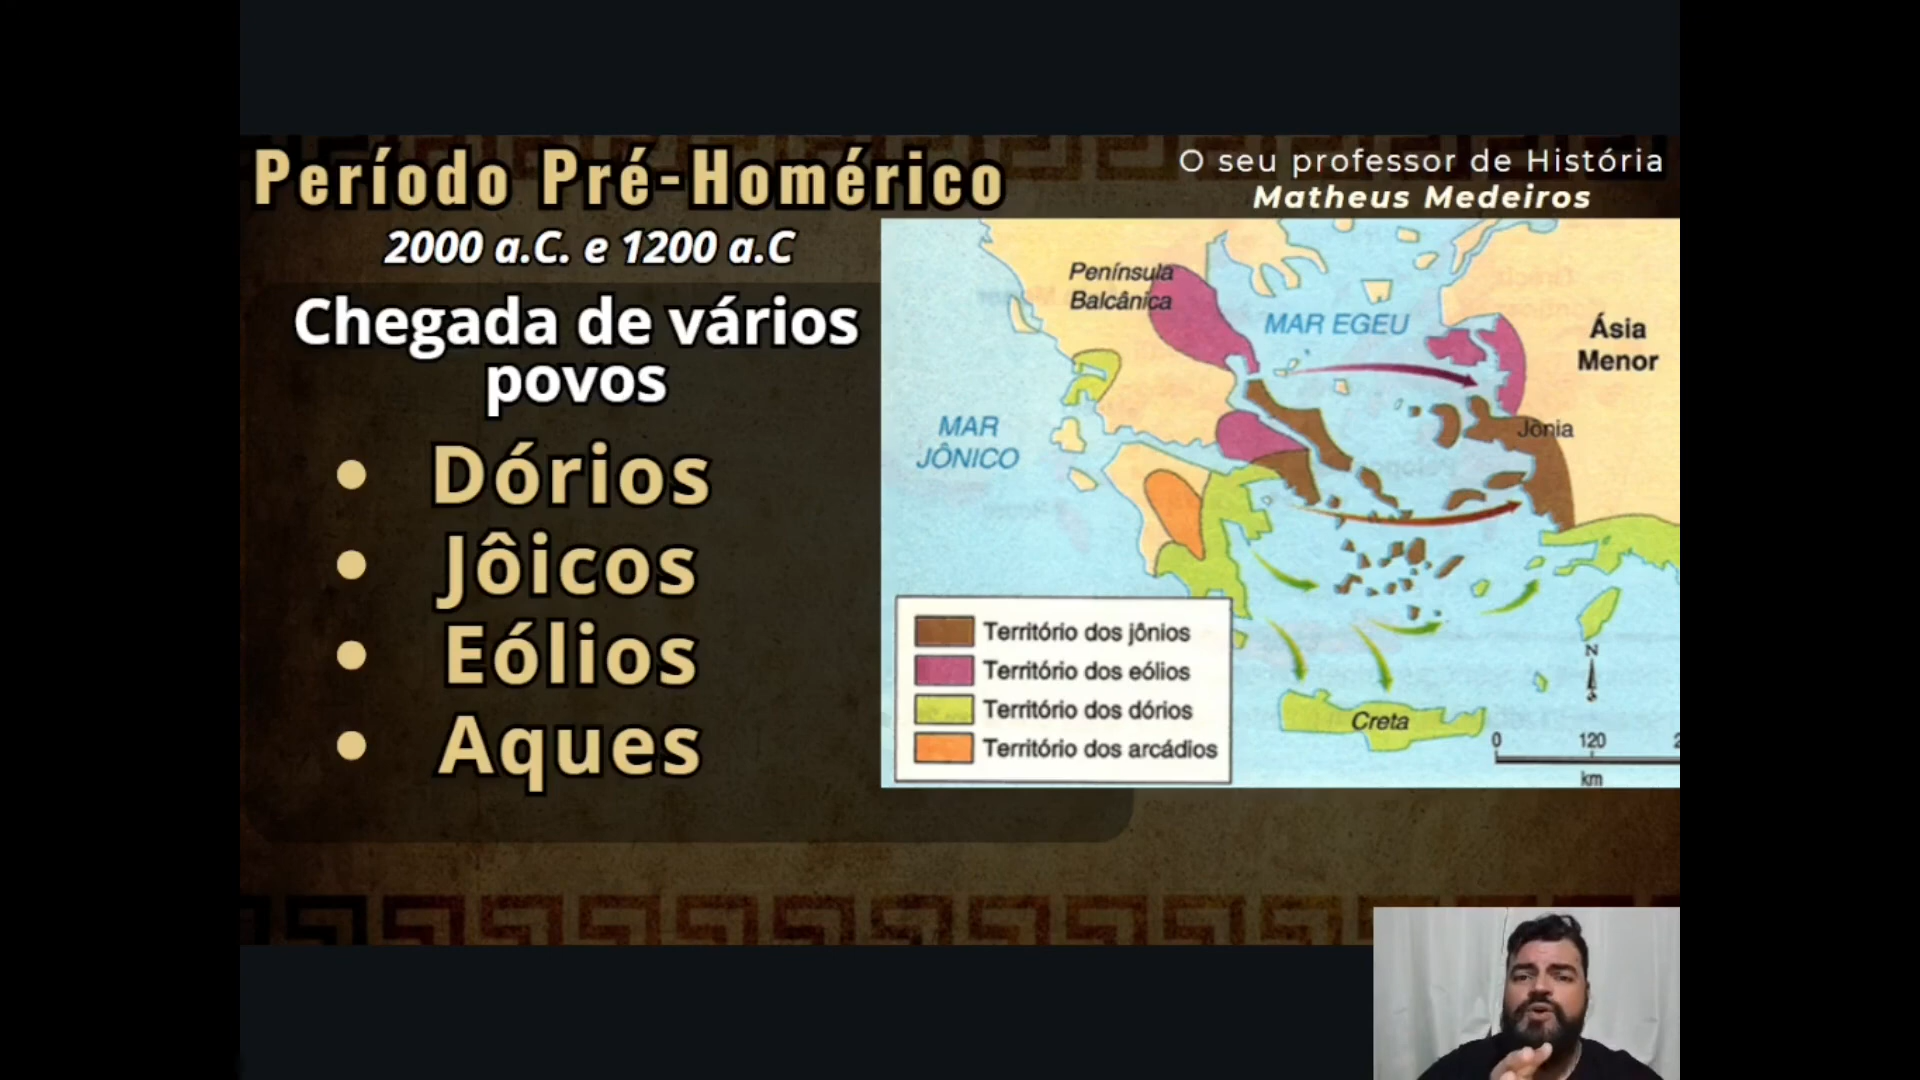 Período Pré-Homérico
2000 a.C. e 1200 a.C
O seu professor de História
Matheus Medeiros
Chegada de vários
povos
• Dórios
• Jôicos
• Eólios
• Aques
Península
Balcânica
MAR EGEU
Ásia
Menor
MAR
JÔNICO
Jônia
Território dos jônios
Território dos eólios
Território dos dórios
Território dos arcádios
Creta
N
0 120 2
km